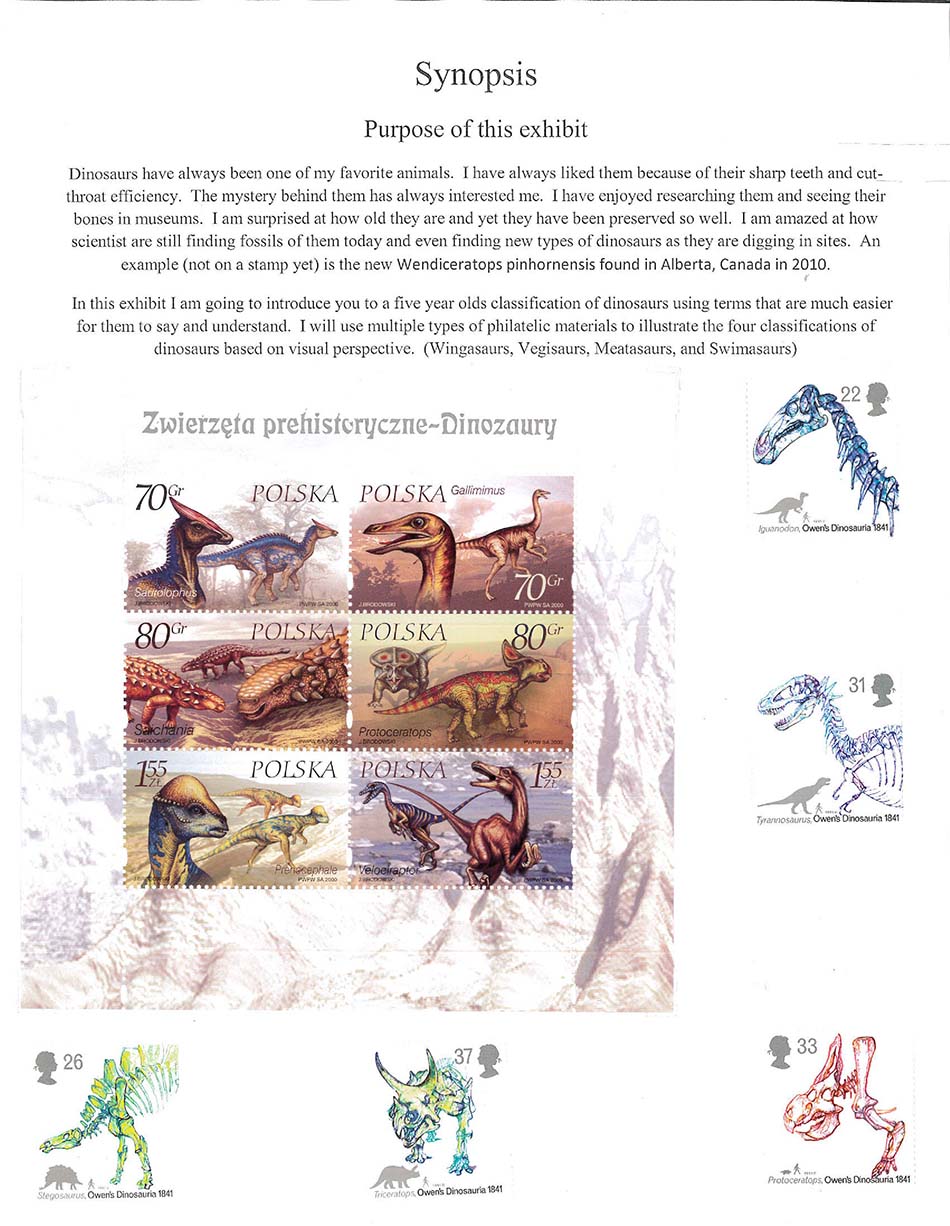 Synopsis
Purpose of this exhibit
Dinosaurs have always been one of my favorite animals. I have always liked them because of their sharp teeth and cut-
throat efficiency. The mystery behind them has always interested me. I have enjoyed researching them and seeing their
bones in museums. I am surprised at how old they are and yet they have been preserved so well. I am amazed at how
scientist are still finding fossils of them today and even finding new types of dinosaurs as they are digging in sites. An
example (not on a stamp yet) is the new Wendiceratops pinhornensis found in Alberta, Canada in 2010.
In this exhibit I am going to introduce you to a five year olds classification of dinosaurs using terms that are much easier
for them to say and understand. I will use multiple types of philatelic materials to illustrate the four classifications of
dinosaurs based on visual perspective. (Wingasaurs, Vegisaurs, Meatasaurs, and Swimasaurs)
Zwierzęta prehistoryczne-Dinozaury
70 Gr POLSKA
Saurolophus
J.BRODOWSKI PWPW SA 2000
POLSKA Gallimimus
70 Gr
J.BRODOWSKI PWPW SA 2000
80 Gr POLSKA
Saichania
J.BRODOWSKI PWPW SA 2000
POLSKA 80 Gr
Protoceratops
J.BRODOWSKI PWPW SA 2000
1,55 Zł POLSKA
Prenocephale
J.BRODOWSKI PWPW SA 2000
POLSKA 1,55 Zł
Velociraptor
J.BRODOWSKI PWPW SA 2000
22
Iguanodon, Owen's Dinosauria 1841
31
Tyrannosaurus, Owen's Dinosauria 1841
26
Stegosaurus, Owen's Dinosauria 1841
37
Triceratops, Owen's Dinosauria 1841
33
Protoceratops, Owen's Dinosauria 1841